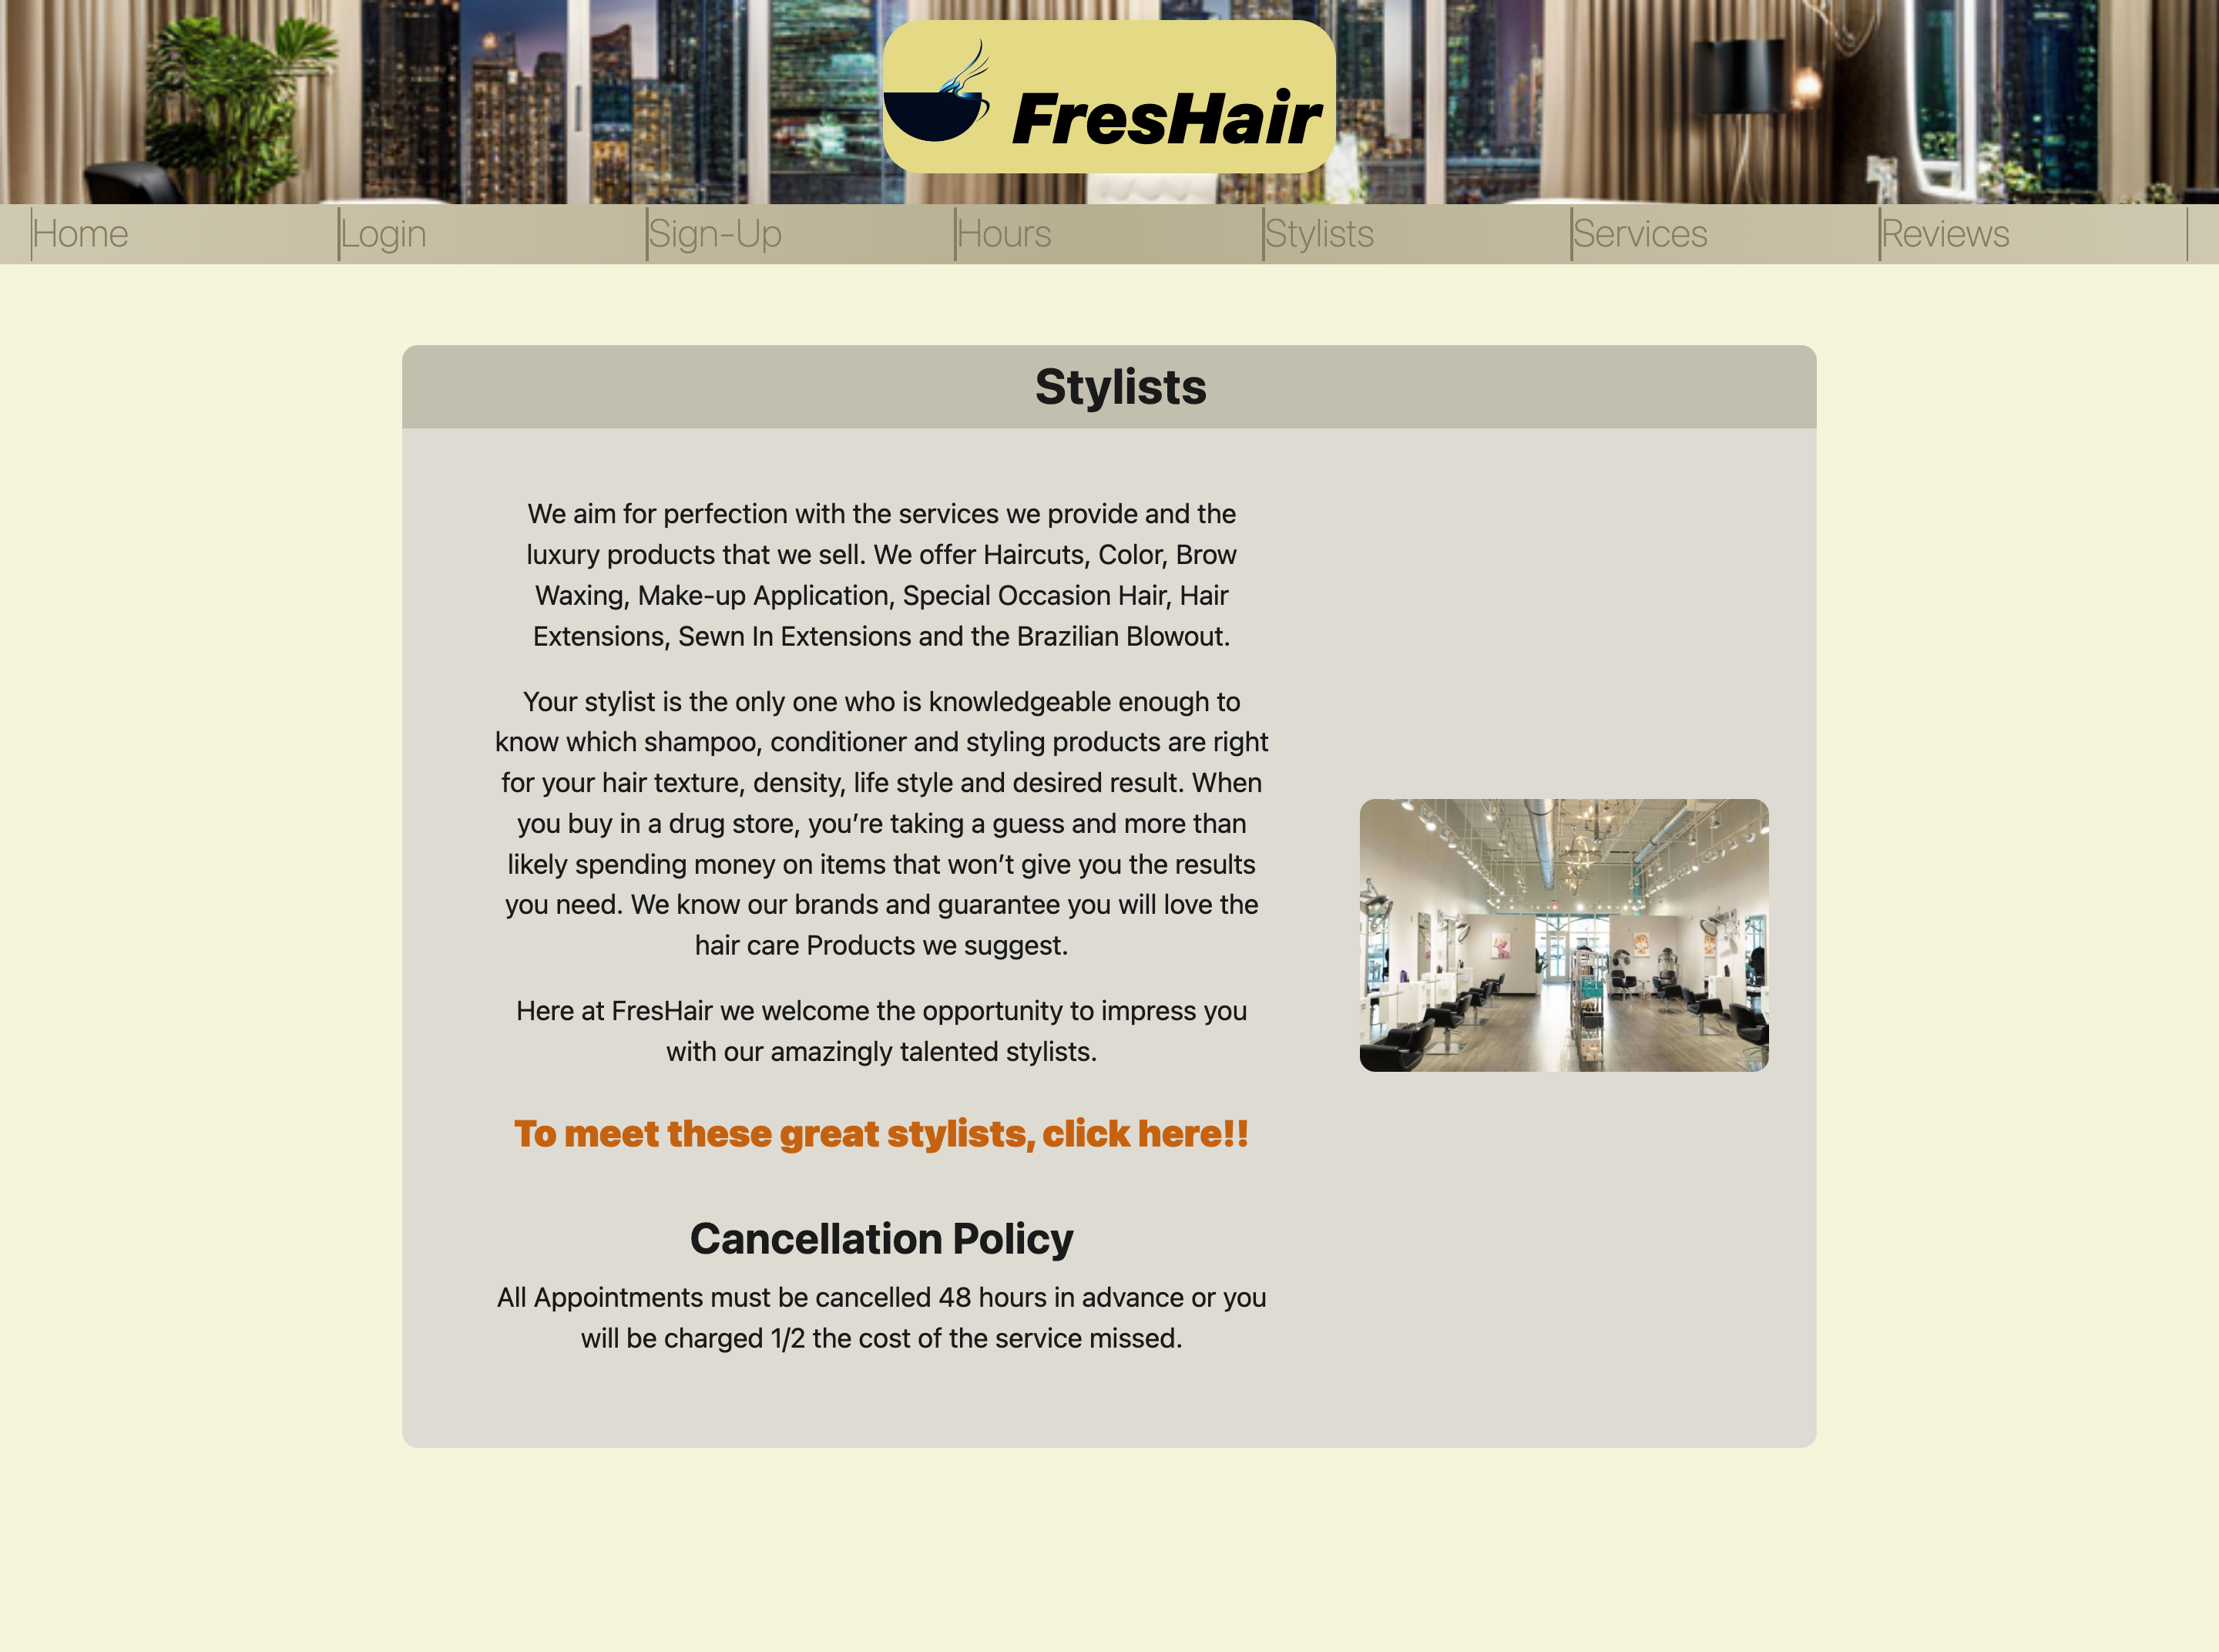 FresHair
Home Login Sign-Up Hours Stylists Services Reviews
Stylists
We aim for perfection with the services we provide and the
luxury products that we sell. We offer Haircuts, Color, Brow
Waxing, Make-up Application, Special Occasion Hair, Hair
Extensions, Sewn In Extensions and the Brazilian Blowout.
Your stylist is the only one who is knowledgeable enough to
know which shampoo, conditioner and styling products are right
for your hair texture, density, life style and desired result. When
you buy in a drug store, you’re taking a guess and more than
likely spending money on items that won’t give you the results
you need. We know our brands and guarantee you will love the
hair care Products we suggest.
Here at FresHair we welcome the opportunity to impress you
with our amazingly talented stylists.
To meet these great stylists, click here!!
Cancellation Policy
All Appointments must be cancelled 48 hours in advance or you
will be charged 1/2 the cost of the service missed.